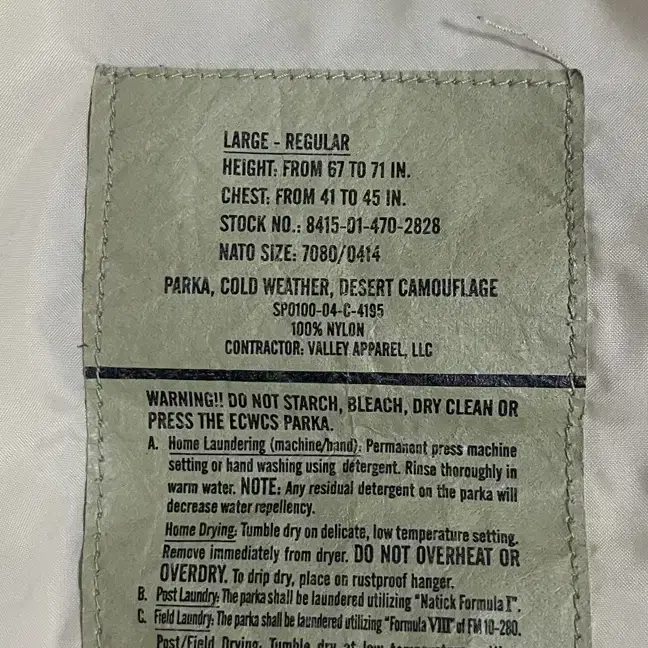 LARGE - REGULAR
HEIGHT: FROM 67 TO 71 IN.
CHEST: FROM 41 TO 45 IN.
STOCK NO.: 8415-01-470-2828
NATO SIZE: 7080/0414
PARKA, COLD WEATHER, DESERT CAMOUFLAGE
SPO100-04-C-4195
100% NYLON
CONTRACTOR: VALLEY APPAREL, LLC
WARNING!! DO NOT STARCH, BLEACH, DRY CLEAN OR
PRESS THE ECWCS PARKA.
A. Home Laundering (machine/hand): Permanent press machine
setting or hand washing using detergent. Rinse thoroughly in
warm water. NOTE: Any residual detergent on the parka will
decrease water repellency.
Home Drying: Tumble dry on delicate, low temperature setting.
Remove immediately from dryer. DO NOT OVERHEAT OR
OVERDRY. To drip dry, place on rustproof hanger.
B. Post Laundry: The parka shall be laundered utilizing "Natick Formula I".
C. Field Laundry: The parka shall be laundered utilizing "Formula VIII" of FM 10-280.
Post/Field Drying: Tumble dry at low